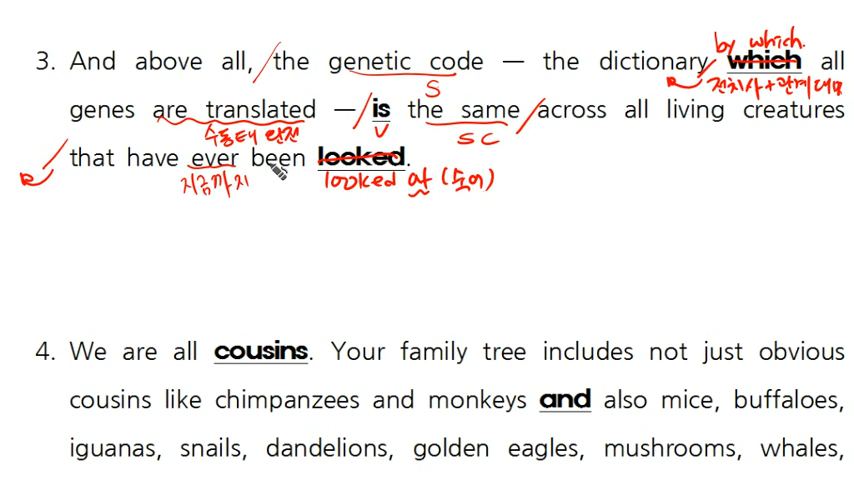 by which.
3. And above all, the genetic code — the dictionary which all
S
전치사+관계대명
genes are translated — is the same across all living creatures
수동태 완전
V
SC
that have ever been looked.
지금까지
looked at (숙어)
4. We are all cousins. Your family tree includes not just obvious
cousins like chimpanzees and monkeys and also mice, buffaloes,
iguanas, snails, dandelions, golden eagles, mushrooms, whales,